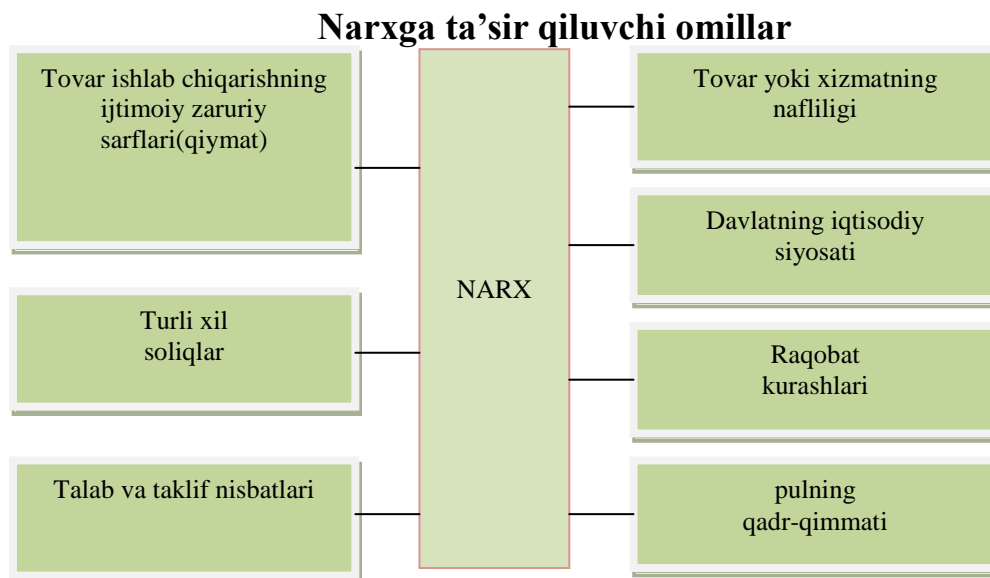 Narxga ta’sir qiluvchi omillar
Tovar ishlab chiqarishning
ijtimoiy zaruriy
sarflari(qiymat)
Turli xil
soliqlar
Talab va taklif nisbatlari
NARX
Tovar yoki xizmatning
nafliligi
Davlatning iqtisodiy
siyosati
Raqobat
kurashlari
pulning
qadr-qimmati